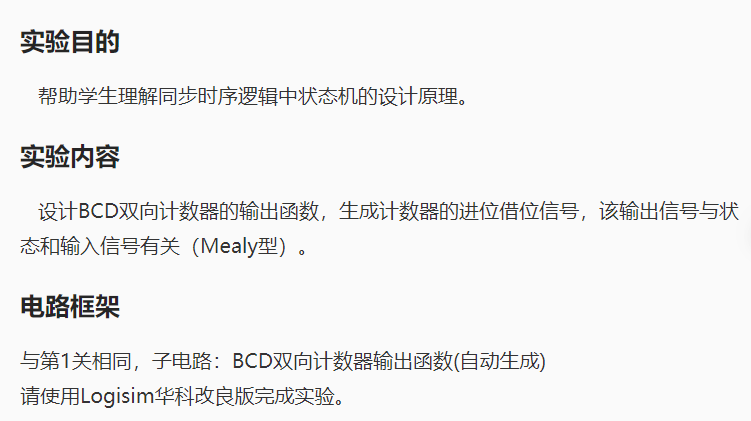 实验目的
帮助学生理解同步时序逻辑中状态机的设计原理。
实验内容
设计BCD双向计数器的输出函数，生成计数器的进位借位信号，该输出信号与状
态和输入信号有关（Mealy型）。
电路框架
与第1关相同，子电路：BCD双向计数器输出函数(自动生成)
请使用Logisim华科改良版完成实验。